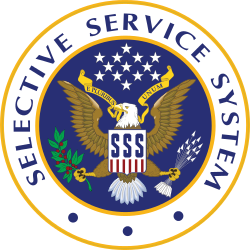 SELECTIVE SERVICE SYSTEM
E PLURIBUS UNUM
SSS